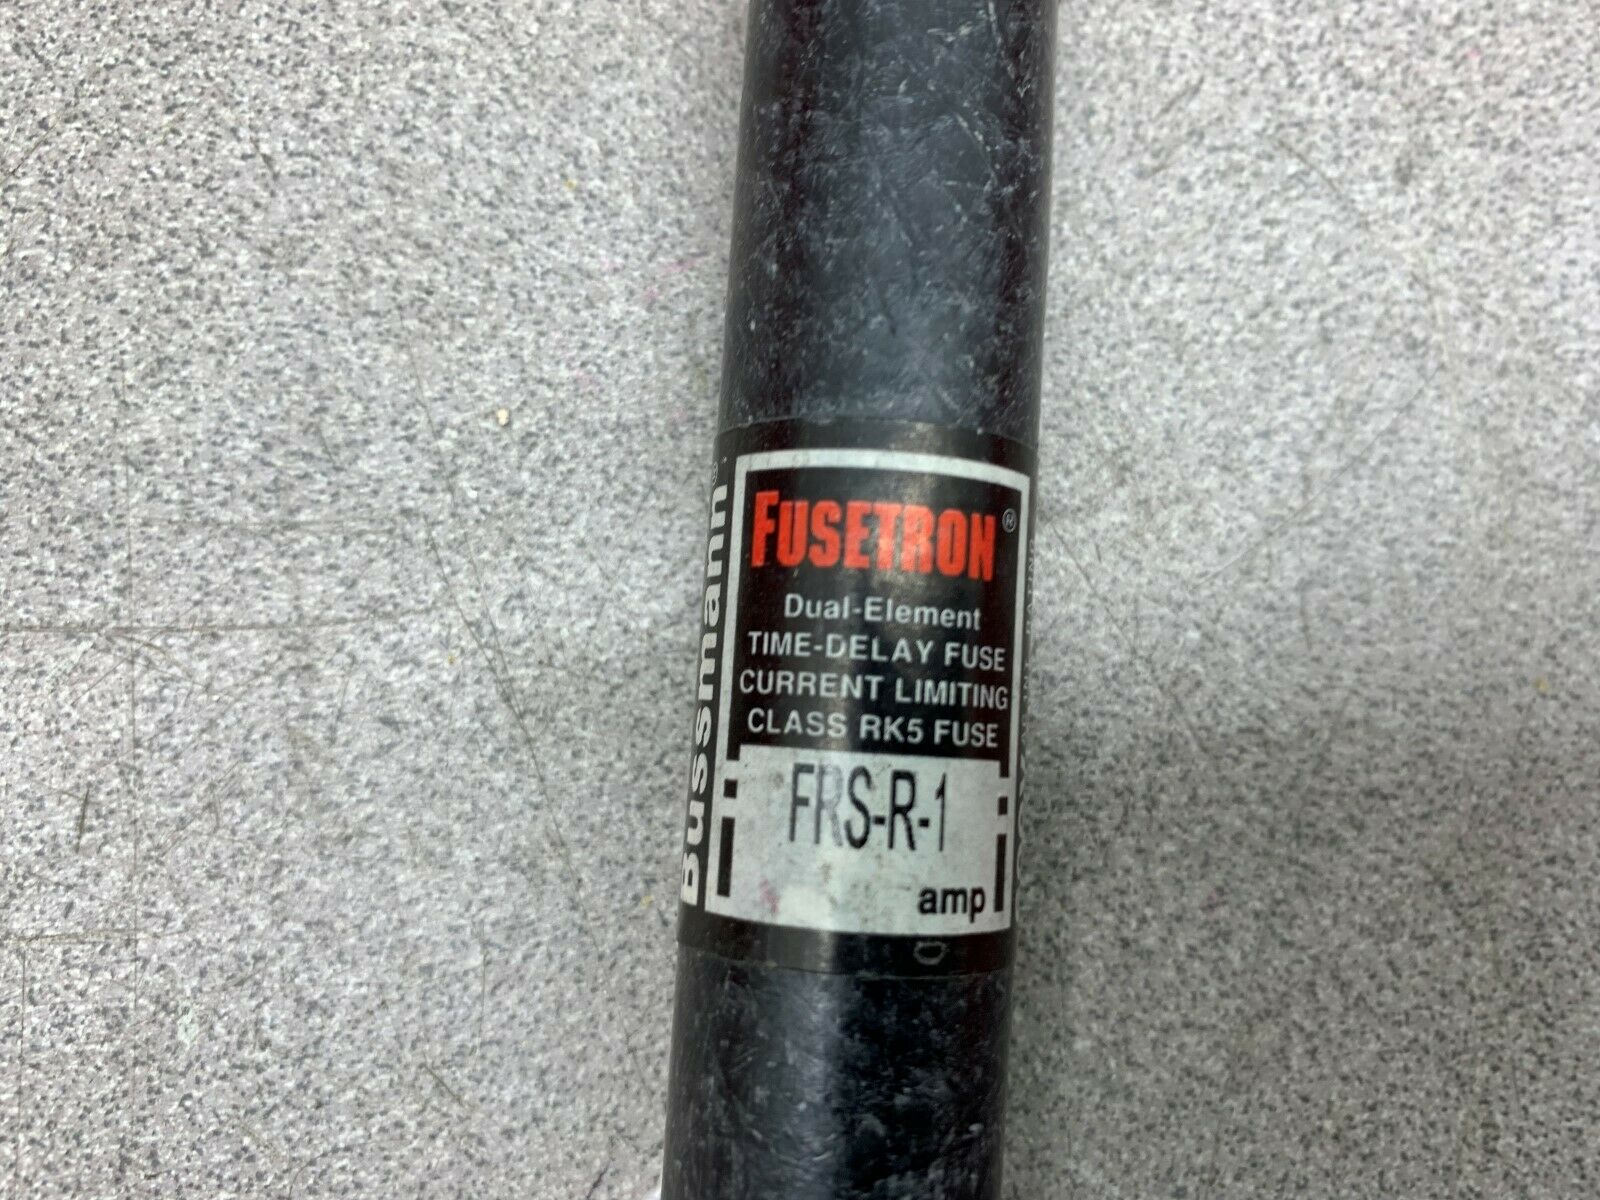 Bussmann®
FUSETRON®
Dual-Element
TIME-DELAY FUSE
CURRENT LIMITING
CLASS RK5 FUSE
FRS-R-1
amp